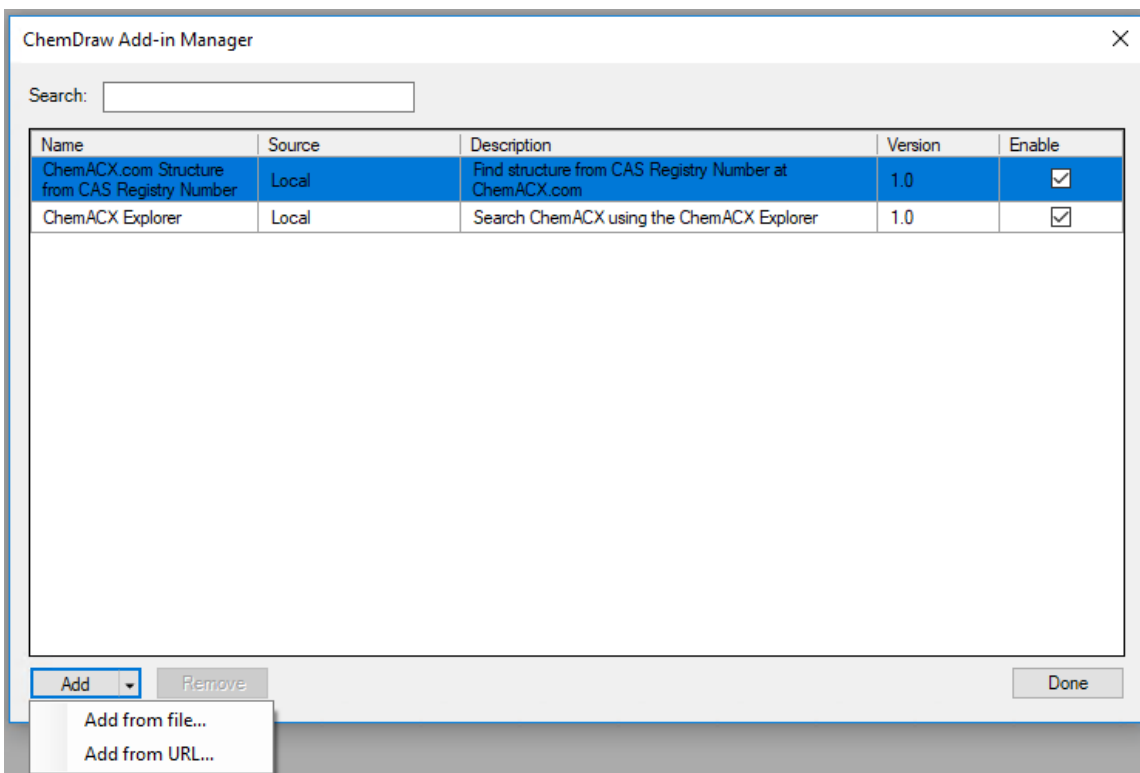 ChemDraw Add-in Manager
Search:
Name Source Description Version Enable
ChemACX.com Structure
from CAS Registry Number
Local
Find structure from CAS Registry Number at
ChemACX.com
1.0
ChemACX Explorer Local Search ChemACX using the ChemACX Explorer 1.0
Add Remove Done
Add from file...
Add from URL...